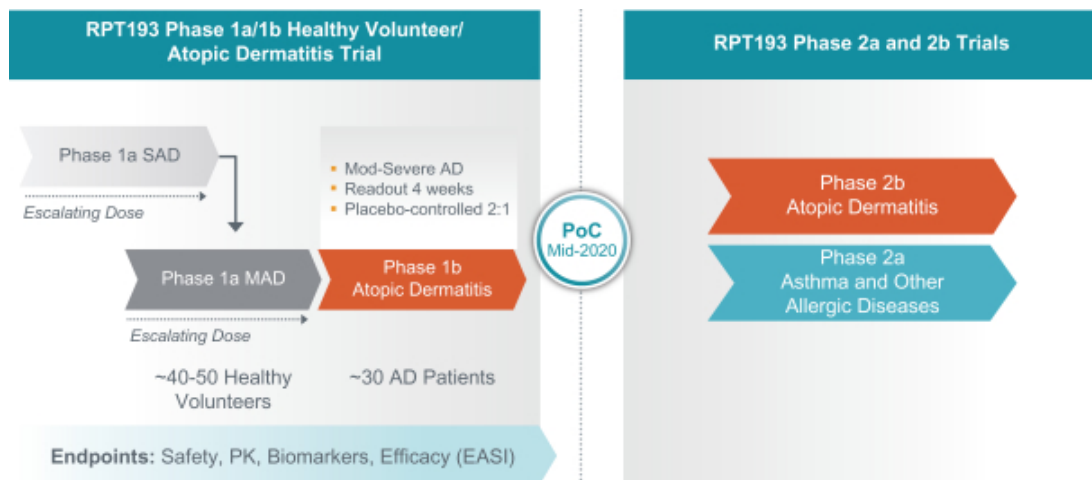 RPT193 Phase 1a/1b Healthy Volunteer/
Atopic Dermatitis Trial
Phase 1a SAD
Escalating Dose
▪ Mod-Severe AD
▪ Readout 4 weeks
▪ Placebo-controlled 2:1
Phase 1a MAD
Escalating Dose
Phase 1b
Atopic Dermatitis
~40-50 Healthy
Volunteers
~30 AD Patients
Endpoints: Safety, PK, Biomarkers, Efficacy (EASI)
PoC
Mid-2020
RPT193 Phase 2a and 2b Trials
Phase 2b
Atopic Dermatitis
Phase 2a
Asthma and Other
Allergic Diseases